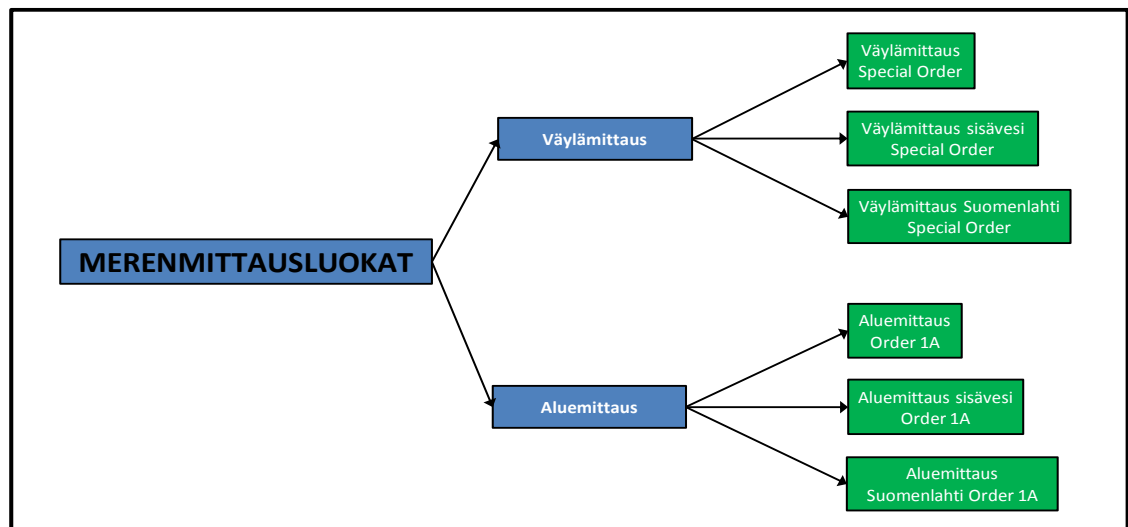 MERENMITTAUSLUOKAT
Väylämittaus
Väylämittaus
Special Order
Väylämittaus sisävesi
Special Order
Väylämittaus Suomenlahti
Special Order
Aluemittaus
Aluemittaus
Order 1A
Aluemittaus sisävesi
Order 1A
Aluemittaus
Suomenlahti Order 1A